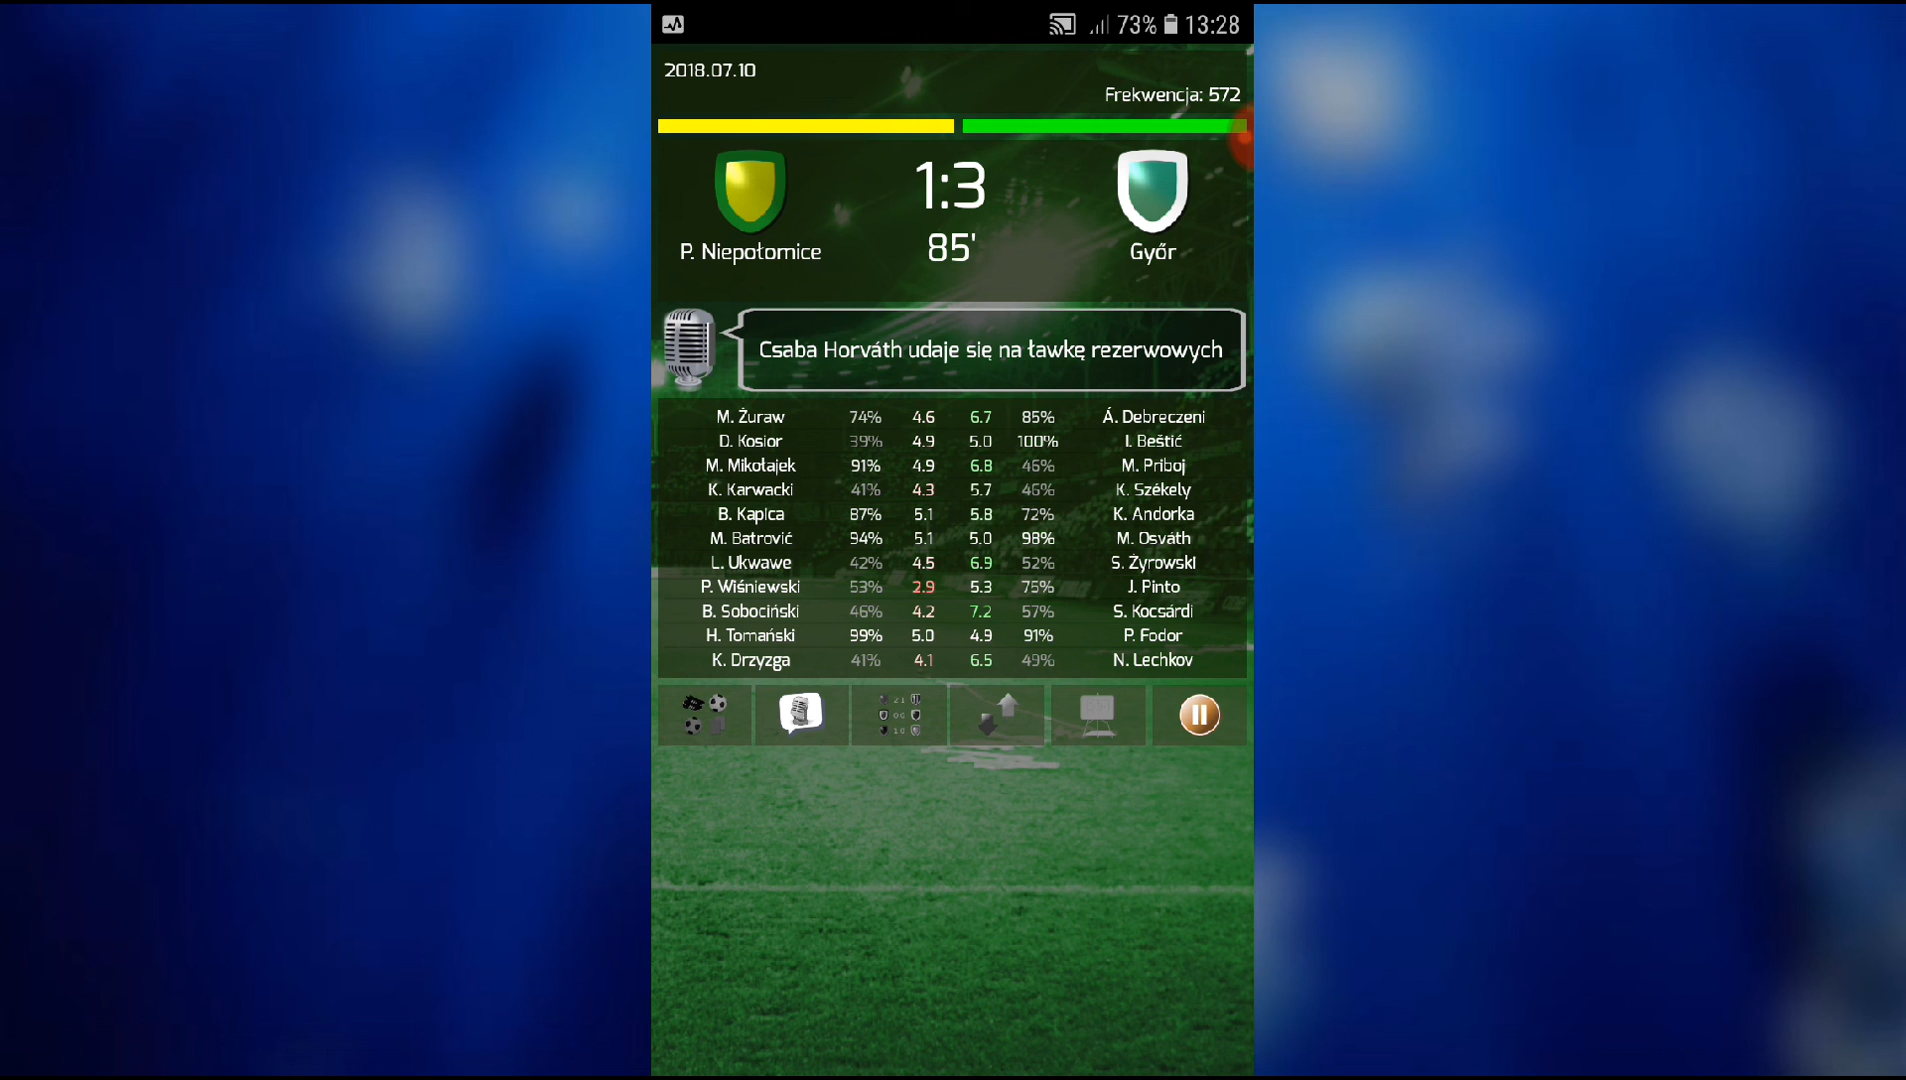 73% 13:28
2018.07.10
Frekwencja: 572
1:3
P. Niepołomice 85' Győr
Csaba Horváth udaje się na ławkę rezerwowych
M. Żuraw 74% 4.6 6.7 85% Á. Debreczeni
D. Kosior 39% 4.9 5.0 100% I. Beštić
M. Mikołajek 91% 4.9 6.8 46% M. Priboj
K. Karwacki 41% 4.3 5.7 46% K. Székely
B. Kapica 87% 5.1 5.8 72% K. Andorka
M. Batrović 94% 5.1 5.0 98% M. Osváth
L. Ukwawe 42% 4.5 6.9 52% S. Żyrowski
P. Wiśniewski 53% 2.9 5.3 75% J. Pinto
B. Sobociński 46% 4.2 7.2 57% S. Kocsárdi
H. Tomański 99% 5.0 4.9 91% P. Fodor
K. Drzyzga 41% 4.1 6.5 49% N. Lechkov